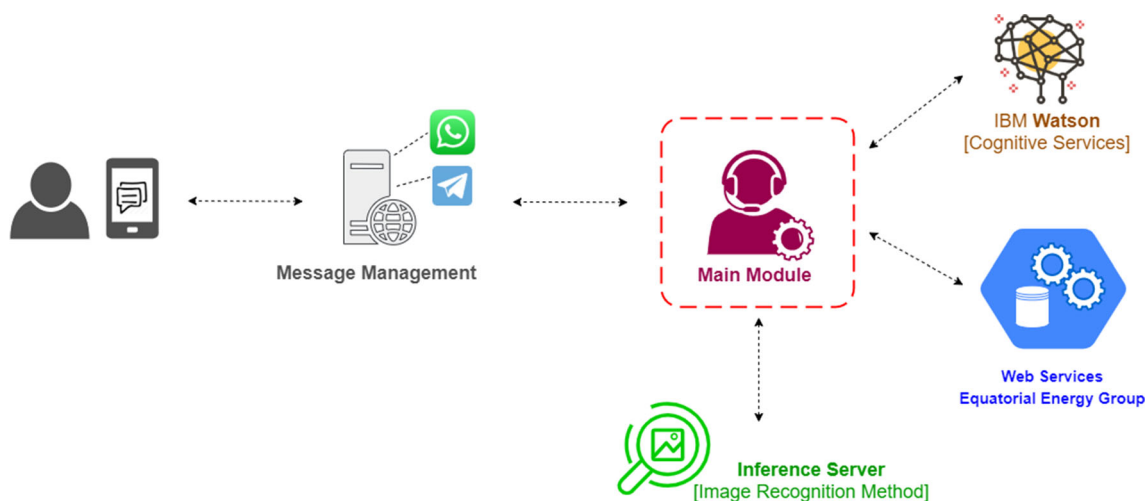 IBM Watson
[Cognitive Services]
Message Management
Main Module
Web Services
Equatorial Energy Group
Inference Server
[Image Recognition Method]